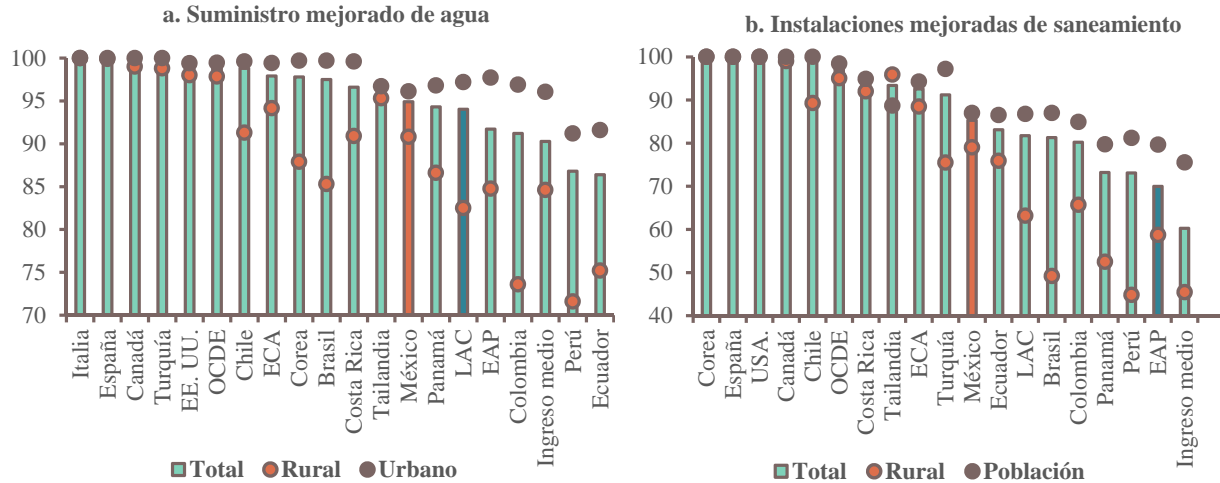 a. Suministro mejorado de agua
100
95
90
85
80
75
70
Italia
España
Canadá
Turquía
EE. UU.
OCDE
Chile
ECA
Corea
Brasil
Costa Rica
Tailandia
México
Panamá
LAC
EAP
Colombia
Ingreso medio
Perú
Ecuador
Total Rural Urbano
b. Instalaciones mejoradas de saneamiento
100
90
80
70
60
50
40
Corea
España
USA.
Canadá
Chile
OCDE
Costa Rica
Tailandia
ECA
Turquía
México
Ecuador
LAC
Brasil
Colombia
Panamá
Perú
EAP
Ingreso medio
Total Rural Población